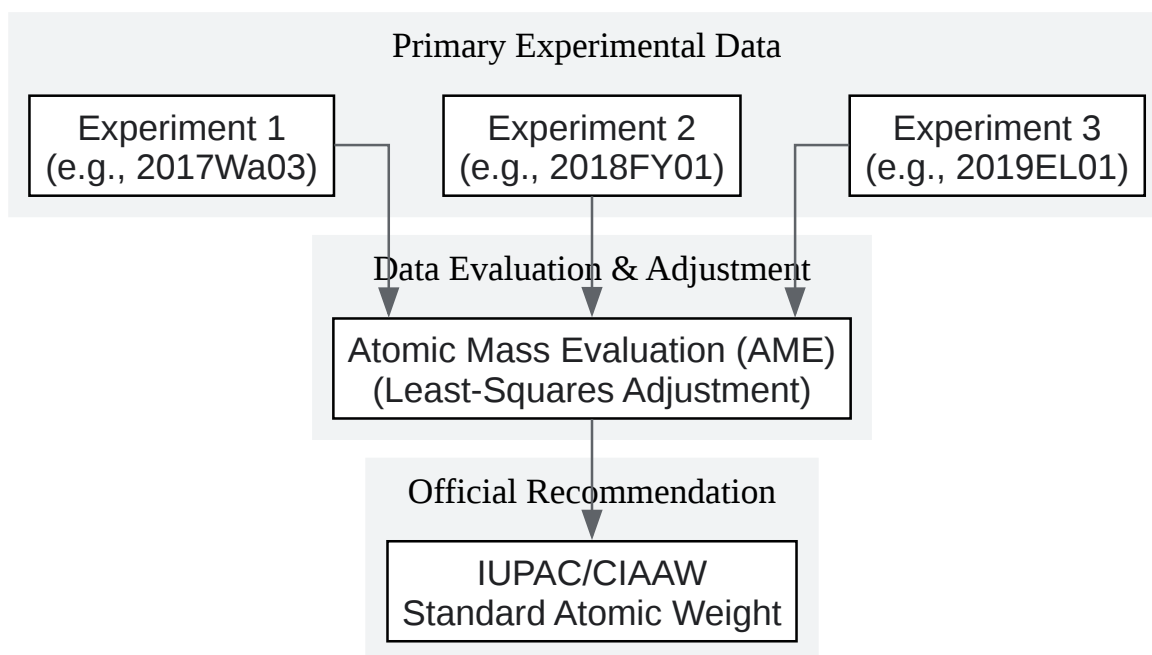 Primary Experimental Data
Experiment 1
(e.g., 2017Wa03)
Experiment 2
(e.g., 2018FY01)
Experiment 3
(e.g., 2019EL01)
Data Evaluation & Adjustment
Atomic Mass Evaluation (AME)
(Least-Squares Adjustment)
Official Recommendation
IUPAC/CIAAW
Standard Atomic Weight